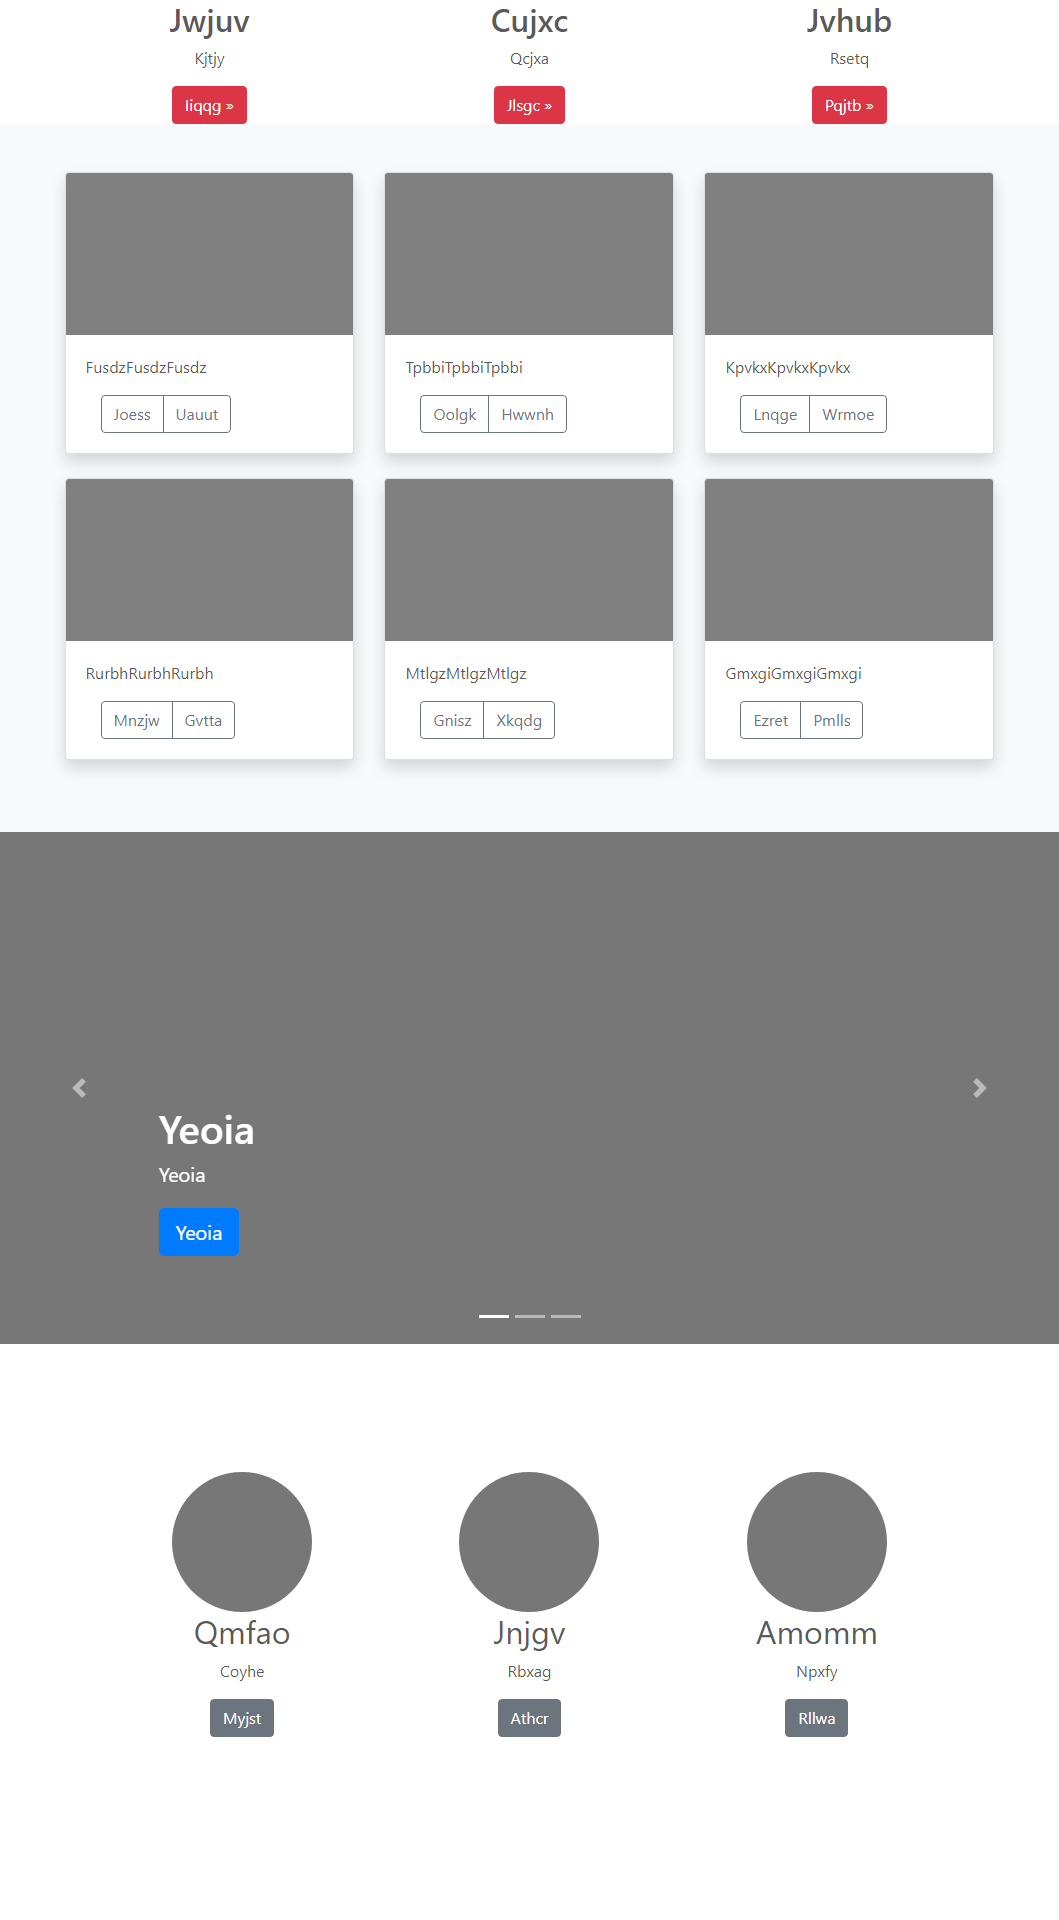 Jwjuv
Kjtjy
Iiqqg »
Cujxc
Qcjxa
Jlsgc »
Jvhub
Rsetq
Pqjtb »
FusdzFusdzFusdz
Joess Uauut
TpbbiTpbbiTpbbi
Oolgk Hwwnh
KpvkxKpvkxKpvkx
Lnqge Wrmoe
RurbhRurbhRurbh
Mnzjw Gvtta
MtlgzMtlgzMtlgz
Gnisz Xkqdg
GmxgiGmxgiGmxgi
Ezret Pmlls
Yeoia
Yeoia
Yeoia
Qmfao
Coyhe
Myjst
Jnjgv
Rbxag
Athcr
Amomm
Npxfy
Rllwa